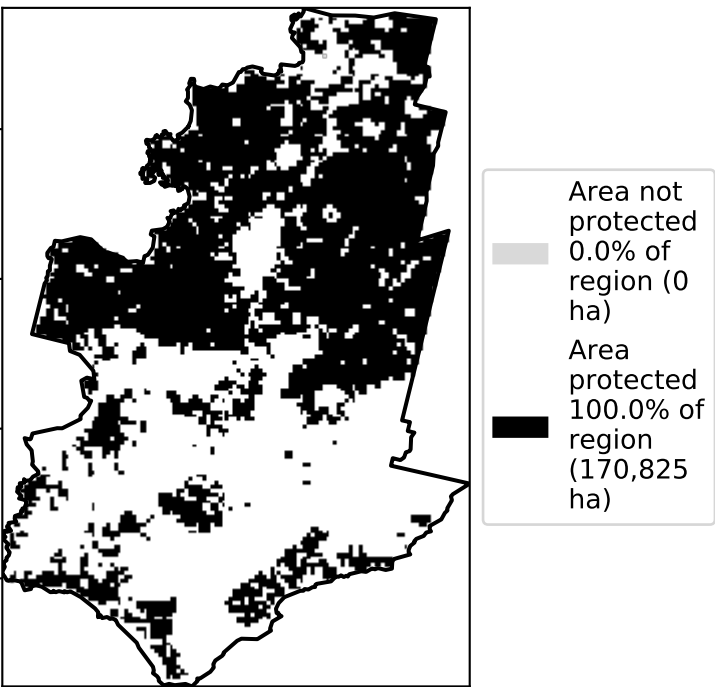 Area not
protected
0.0% of
region (0
ha)
Area
protected
100.0% of
region
(170,825
ha)